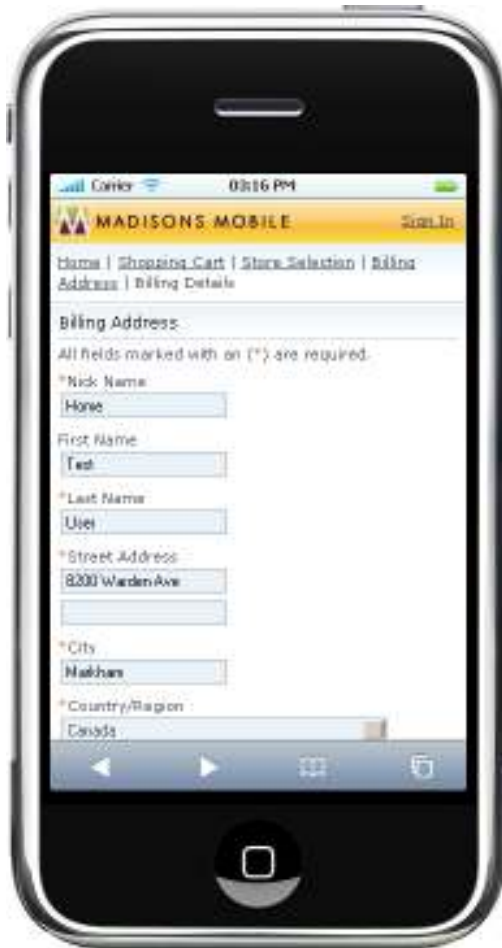 Carrier 03:16 PM
MADISONS MOBILE Sign In
Home | Shopping Cart | Store Selection | Billing
Address | Billing Details
Billing Address
All fields marked with an (*) are required.
*Nick Name
Home
First Name
Test
*Last Name
User
*Street Address
8200 Warden Ave
*City
Markham
*Country/Region
Canada